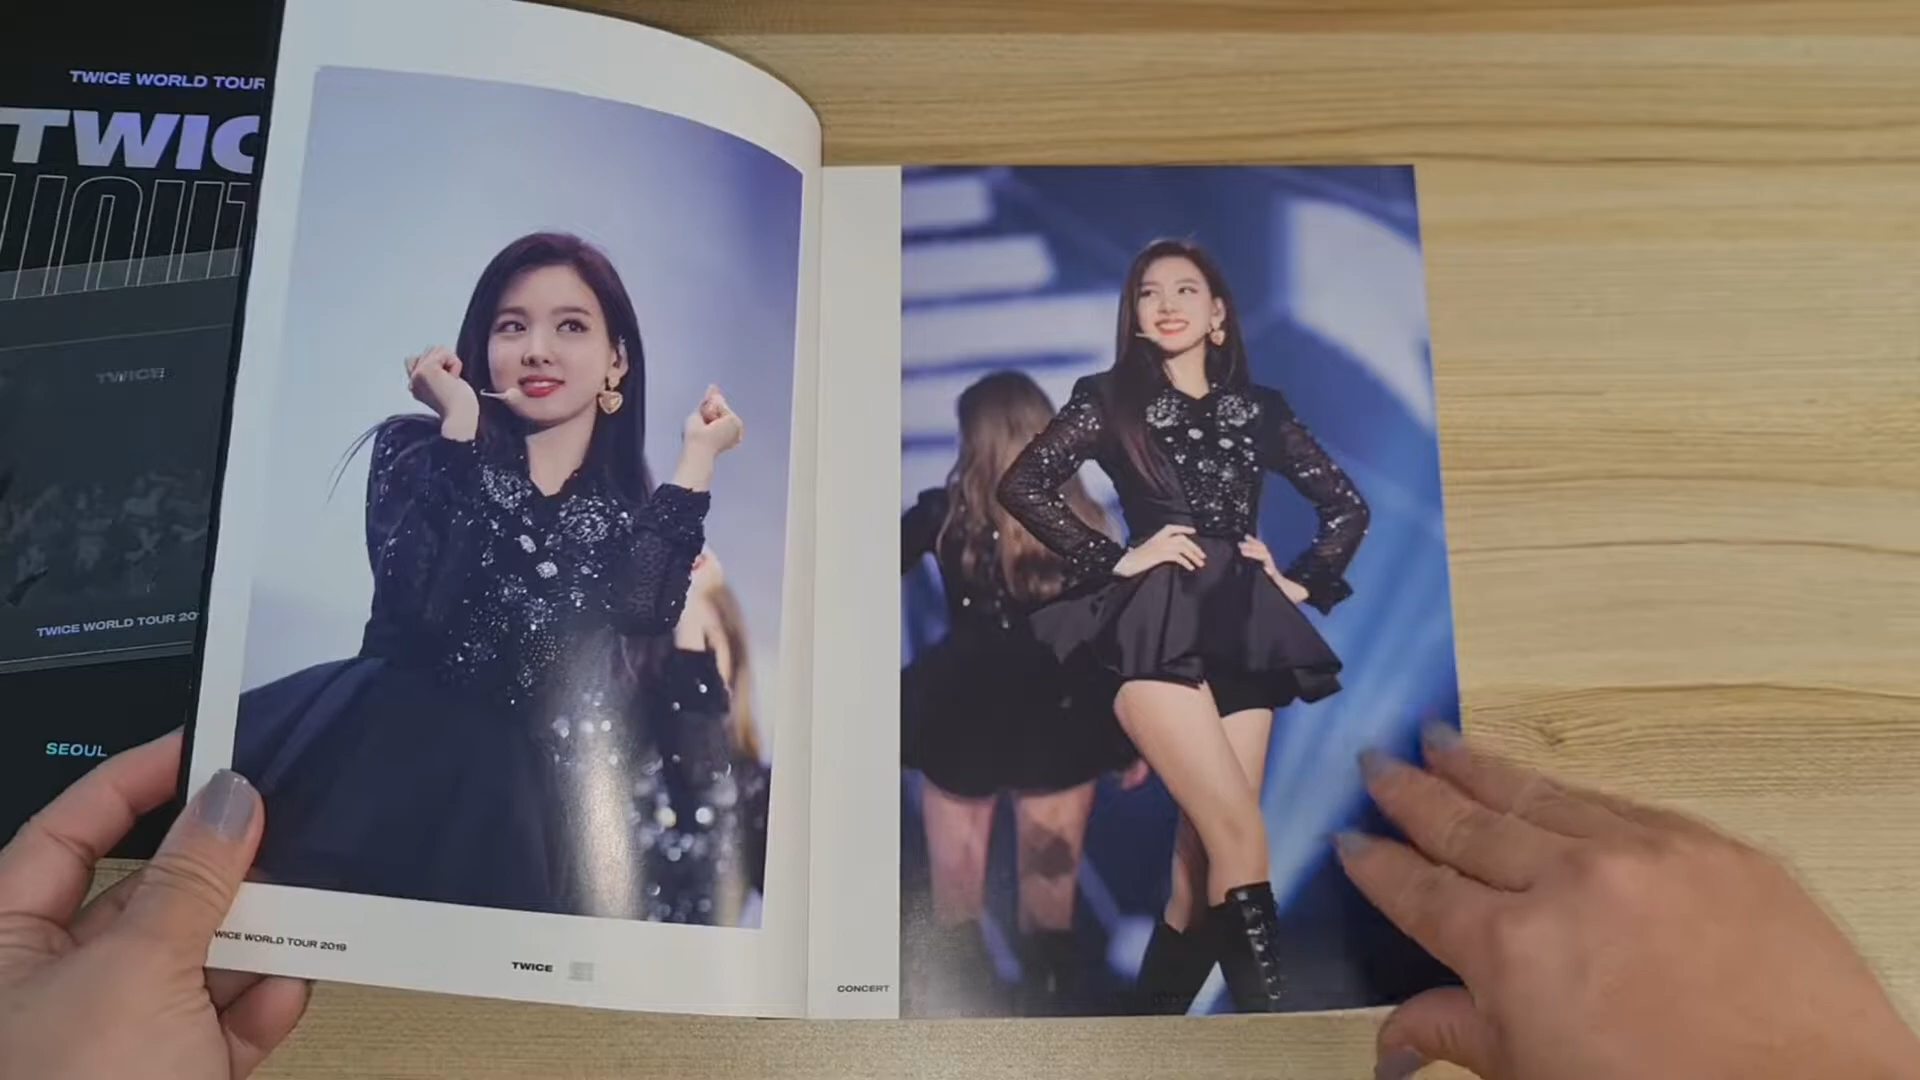 TWICE WORLD TOUR
TWIC
TWICE
TWICE WORLD TOUR 20
SEOUL
WICE WORLD TOUR 2019
TWICE
CONCERT